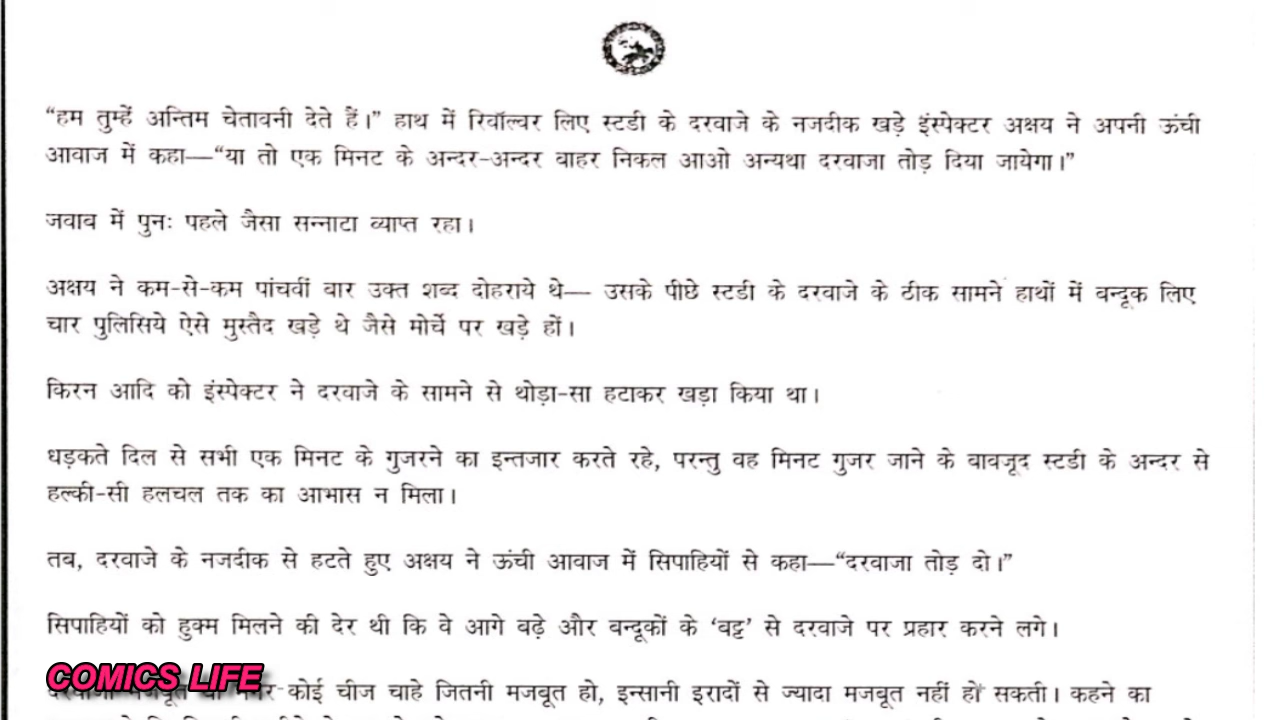 “हम तुम्हें अन्तिम चेतावनी देते हैं।” हाथ में रिवॉल्वर लिए स्टडी के दरवाजे के नजदीक खड़े इंस्पेक्टर अक्षय ने अपनी ऊंची
आवाज में कहा—“या तो एक मिनट के अन्दर-अन्दर बाहर निकल आओ अन्यथा दरवाजा तोड़ दिया जायेगा।”
जवाब में पुनः पहले जैसा सन्नाटा व्याप्त रहा।
अक्षय ने कम-से-कम पांचवीं बार उक्त शब्द दोहराये थे— उसके पीछे स्टडी के दरवाजे के ठीक सामने हाथों में बन्दूक लिए
चार पुलिसिये ऐसे मुस्तैद खड़े थे जैसे मोर्चे पर खड़े हों।
किरन आदि को इंस्पेक्टर ने दरवाजे के सामने से थोड़ा-सा हटाकर खड़ा किया था।
धड़कते दिल से सभी एक मिनट के गुजरने का इन्तजार करते रहे, परन्तु वह मिनट गुजर जाने के बावजूद स्टडी के अन्दर से
हल्की-सी हलचल तक का आभास न मिला।
तब, दरवाजे के नजदीक से हटते हुए अक्षय ने ऊंची आवाज में सिपाहियों से कहा—“दरवाजा तोड़ दो।”
सिपाहियों को हुक्म मिलने की देर थी कि वे आगे बढ़े और बन्दूकों के ‘बट्ट’ से दरवाजे पर प्रहार करने लगे।
COMICS LIFE
कोई चीज चाहे जितनी मजबूत हो, इन्सानी इरादों से ज्यादा मजबूत नहीं हो सकती। कहने का